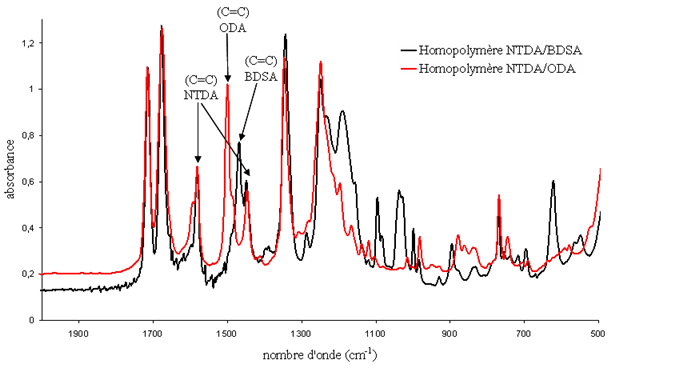 (C=C)
ODA
(C=C)
BDSA
(C=C)
NTDA
Homopolymère NTDA/BDSA
Homopolymère NTDA/ODA
absorbance
1,2
1
0,8
0,6
0,4
0,2
0
1900 1700 1500 1300 1100 900 700 500
nombre d'onde (cm-1)